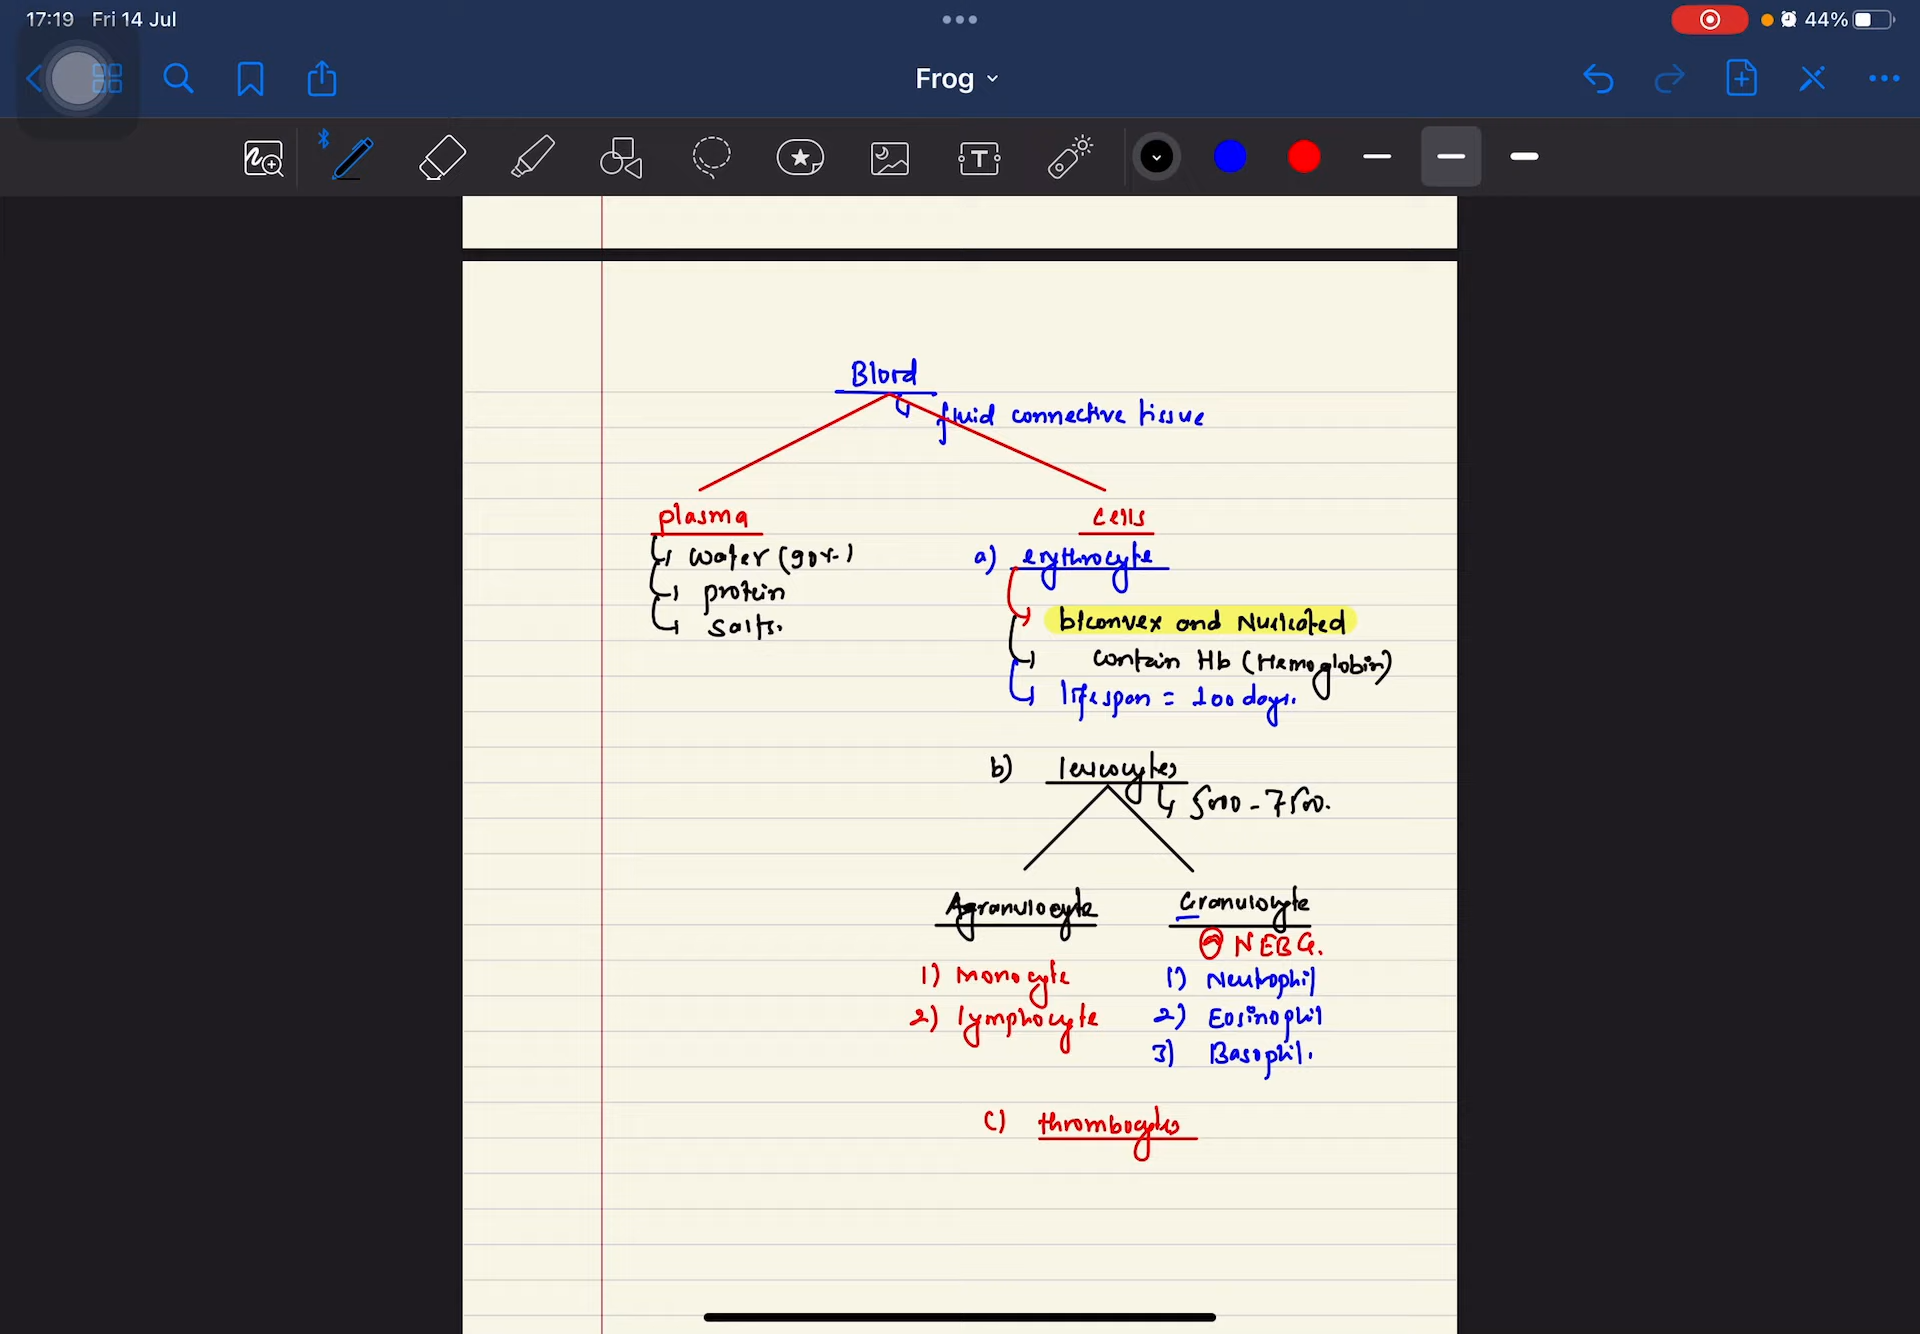 17:19 Fri 14 Jul
44%
Frog
T
Blood
fluid connective tissue
plasma
water (90%)
protein
salts.
cells
a) erythrocyte
biconvex and Nucleated
contain Hb (Hemoglobin)
lifespan = 100 days.
b) leucocytes
5000 - 7500.
Agranulocyte
1) Monocyte
2) lymphocyte
Granulocyte
NEBG.
1) Neutrophil
2) Eosinophil
3) Basophil.
c) thrombocytes